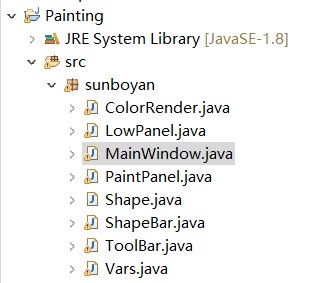 Painting
JRE System Library [JavaSE-1.8]
src
sunboyan
ColorRender.java
LowPanel.java
MainWindow.java
PaintPanel.java
Shape.java
ShapeBar.java
ToolBar.java
Vars.java